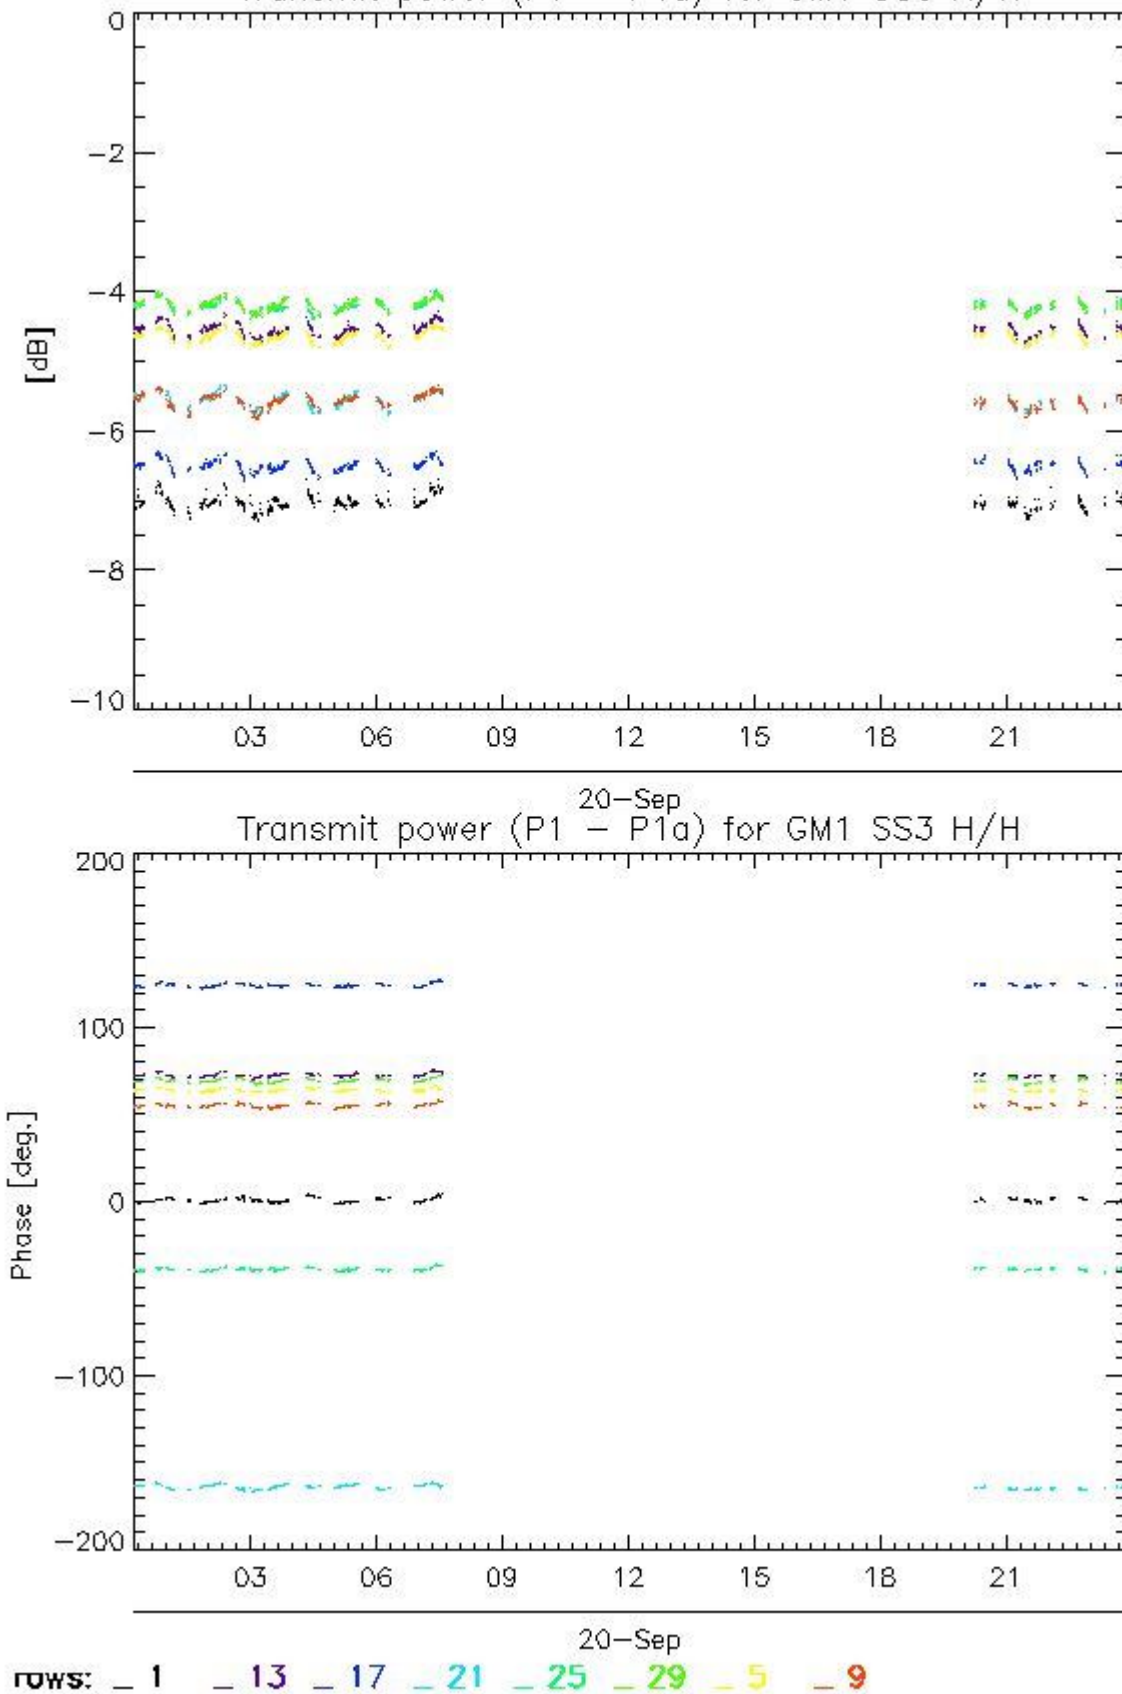 0
-2
-4
[dB]
-6
-8
-10
03 06 09 12 15 18 21
20-Sep
Transmit power (P1 - P1a) for GM1 SS3 H/H
200
100
Phase [deg.]
0
-100
-200
03 06 09 12 15 18 21
20-Sep
rows: _ 1 _ 13 _ 17 _ 21 _ 25 _ 29 _ 5 _ 9